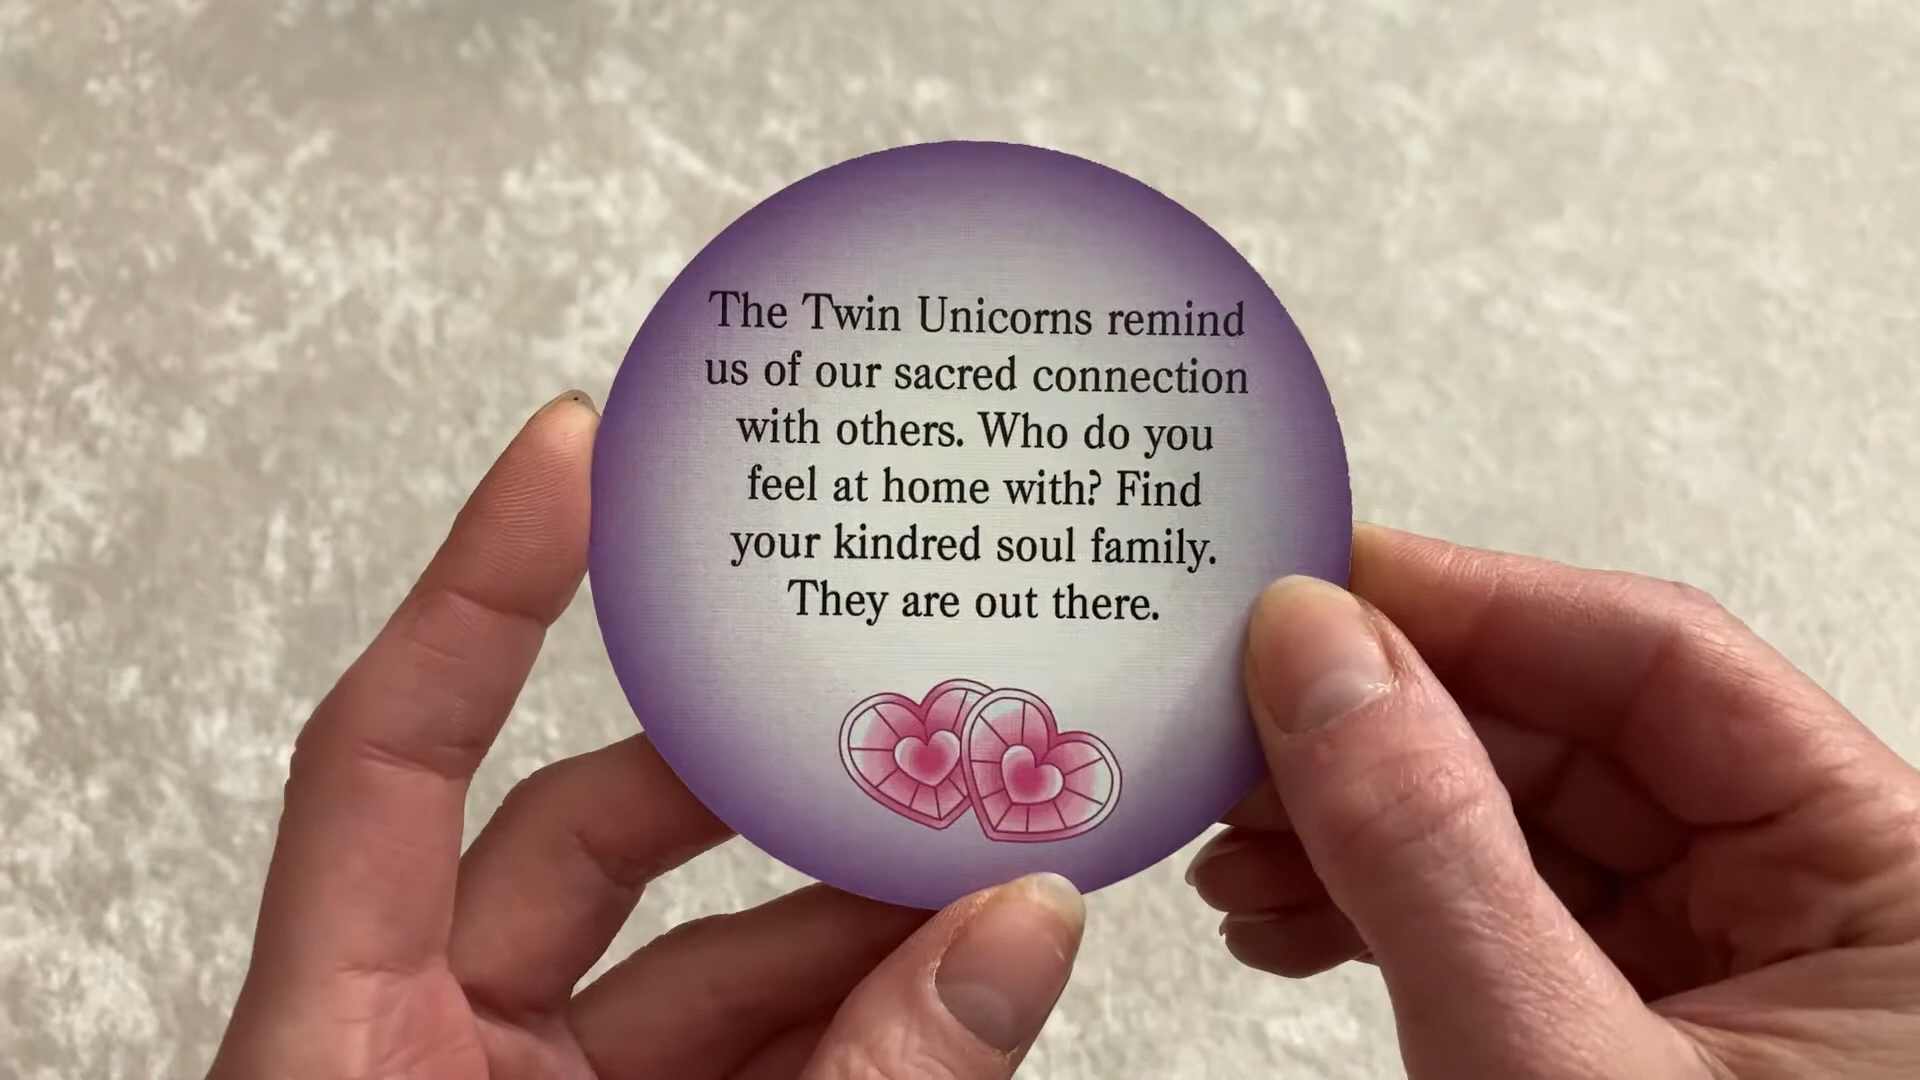 The Twin Unicorns remind
us of our sacred connection
with others. Who do you
feel at home with? Find
your kindred soul family.
They are out there.